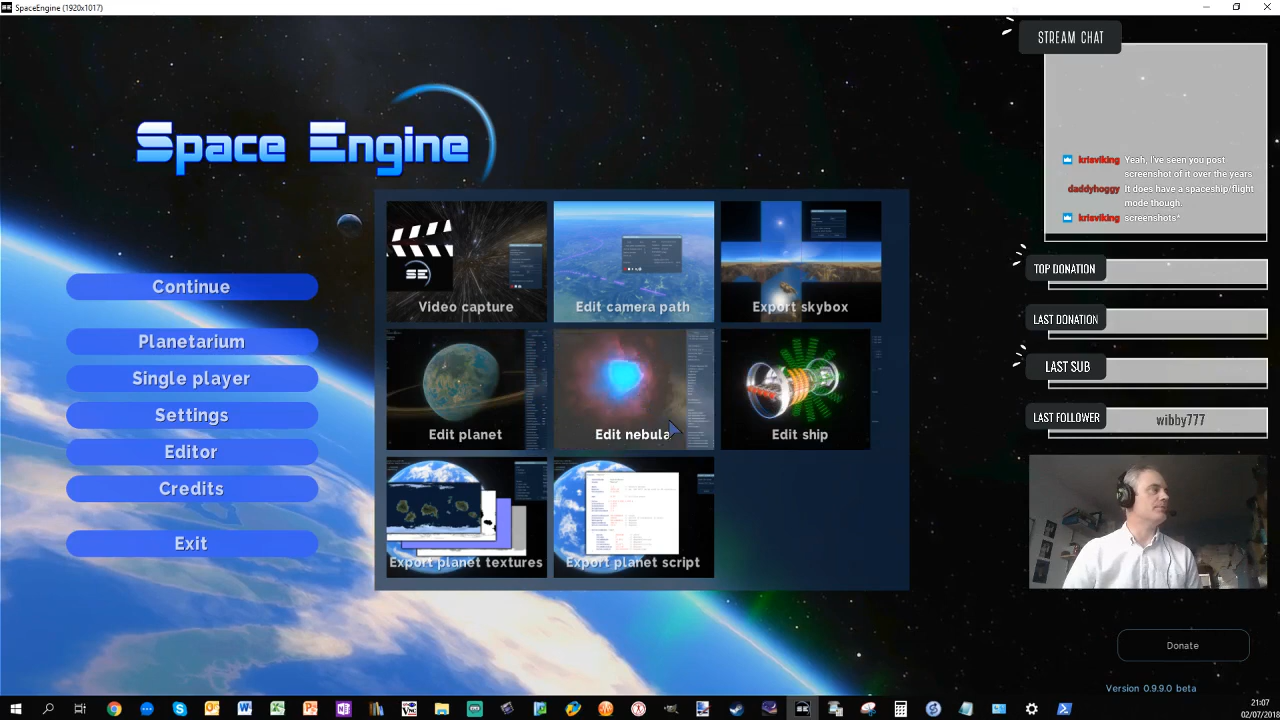 SpaceEngine (1920x1017)
Space Engine
Continue
Planetarium
Single player
Settings
Editor
Credits
Exit
Video capture
Edit camera path
Export skybox
SE
Edit planet
Edit nebula
Edit ship
Export planet textures
Export planet script
STREAM CHAT
krisviking Yeah, I've seen you post
screenshot of it over the years
daddyhoggy It does have a spaceship/flight
mode though.
krisviking screenshots*
TOP DONATION
LAST DONATION
LAST SUB
LAST FOLLOWER
wibby777
Donate
Version 0.9.9.0 beta
21:07
02/07/2018